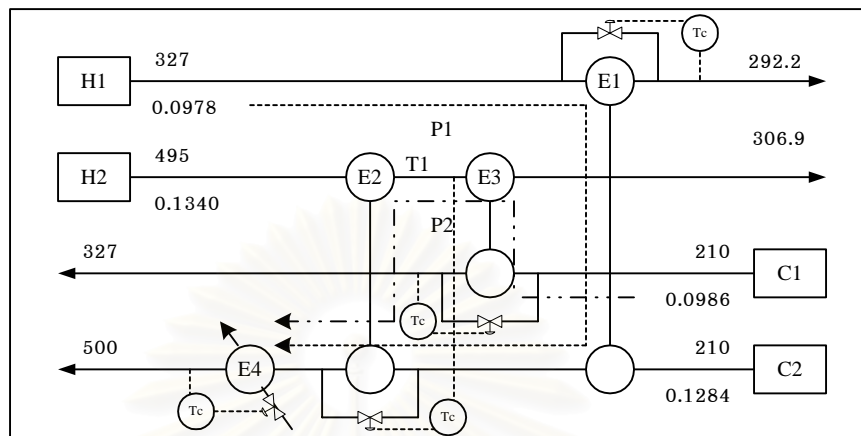 327
Tc
292.2
H1
E1
0.0978
P1
495
306.9
H2
E2
T1
E3
0.1340
P2
327
210
C1
0.0986
Tc
500
210
E4
C2
Tc
Tc
0.1284